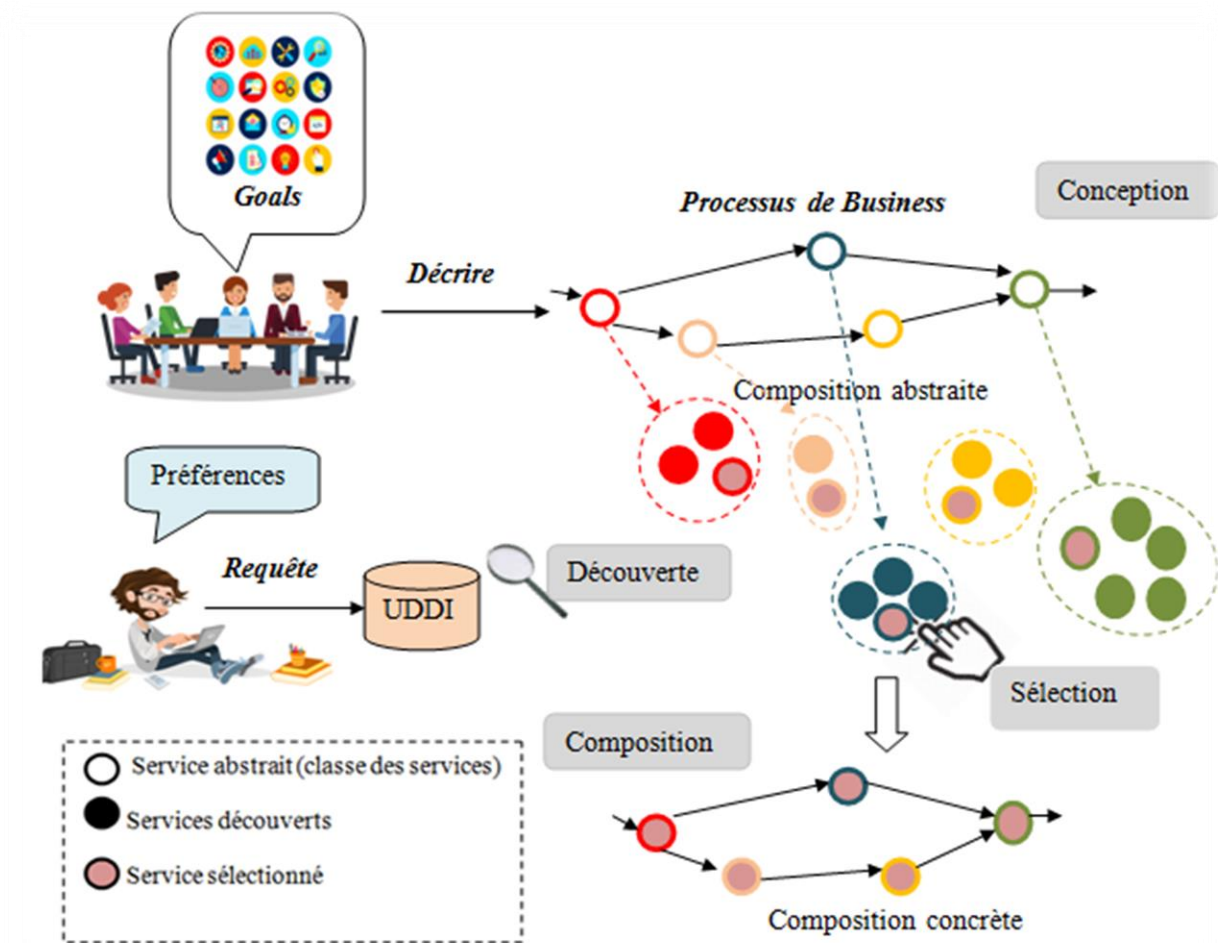 Goals
Conception
Processus de Business
Décrire
Composition abstraite
Préférences
Requête
UDDI
Découverte
Sélection
Composition
Service abstrait (classe des services)
Services découverts
Service sélectionné
Composition concrète